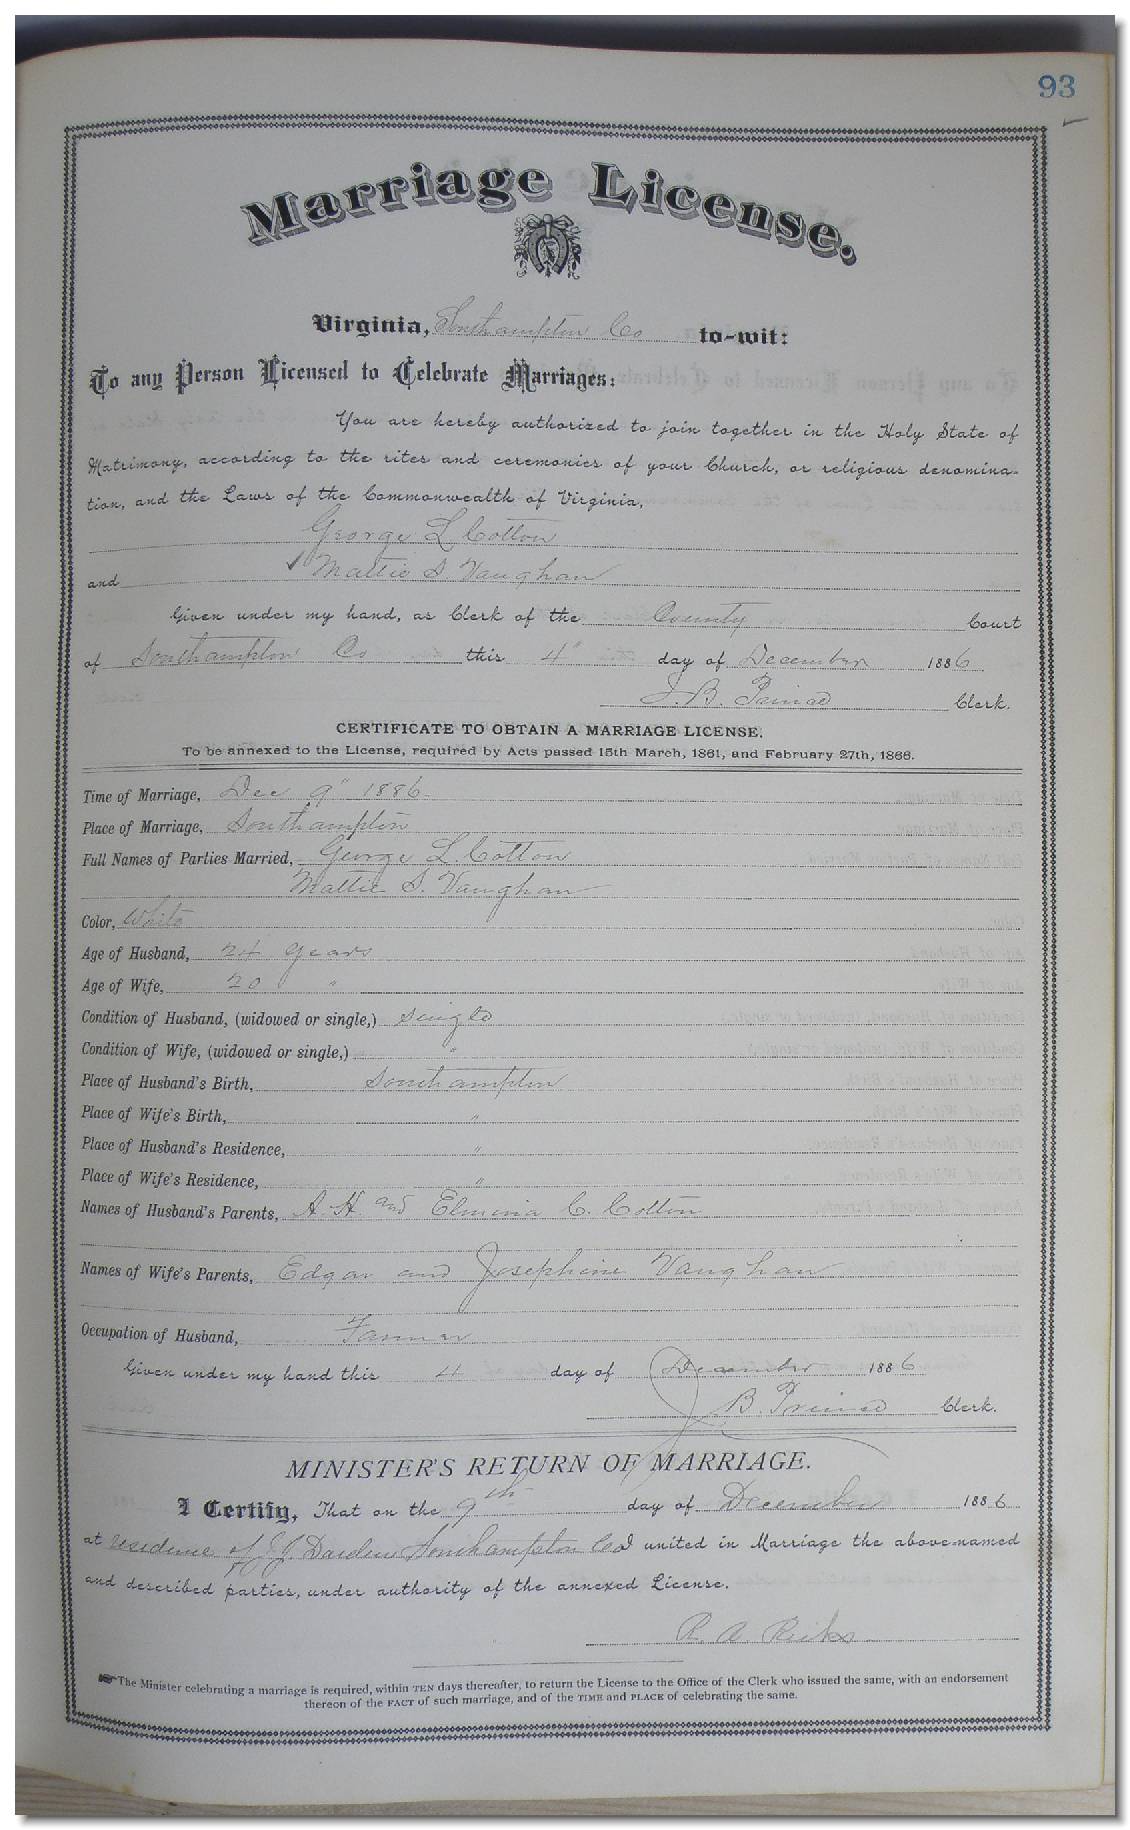 93
Marriage License.
Virginia, Southampton Co to-wit:
To any Person Licensed to Celebrate Marriages:
You are hereby authorized to join together in the Holy State of
Matrimony, according to the rites and ceremonies of your Church, or religious denomina-
tion, and the Laws of the Commonwealth of Virginia,
George L Cotton
and Mattie S Vaughan
Given under my hand, as Clerk of the County Court
of Southampton Co this 4" day of December 1886
J. B. Clerk.
CERTIFICATE TO OBTAIN A MARRIAGE LICENSE.
To be annexed to the License, required by Acts passed 15th March, 1861, and February 27th, 1866.
Time of Marriage, Dec 9" 1886
Place of Marriage, Southampton
Full Names of Parties Married, George L. Cotton
Mattie S. Vaughan
Color, White
Age of Husband, 24 years
Age of Wife, 20 "
Condition of Husband, (widowed or single,) single
Condition of Wife, (widowed or single,) "
Place of Husband's Birth, Southampton
Place of Wife's Birth, "
Place of Husband's Residence, "
Place of Wife's Residence, "
Names of Husband's Parents, A. H. and Elmina C. Cotton
Names of Wife's Parents, Edgar and Josephine Vaughan
Occupation of Husband, Farmer
Given under my hand this 4 day of December 1886
J B. Clerk.
MINISTER'S RETURN OF MARRIAGE.
I Certify, That on the 9th day of December 1886
at residence of J. J. Darden Southampton Co I united in Marriage the above-named
and described parties, under authority of the annexed License.
R. A. Ricks
The Minister celebrating a marriage is required, within TEN days thereafter, to return the License to the Office of the Clerk who issued the same, with an endorsement
thereon of the FACT of such marriage, and of the TIME and PLACE of celebrating the same.